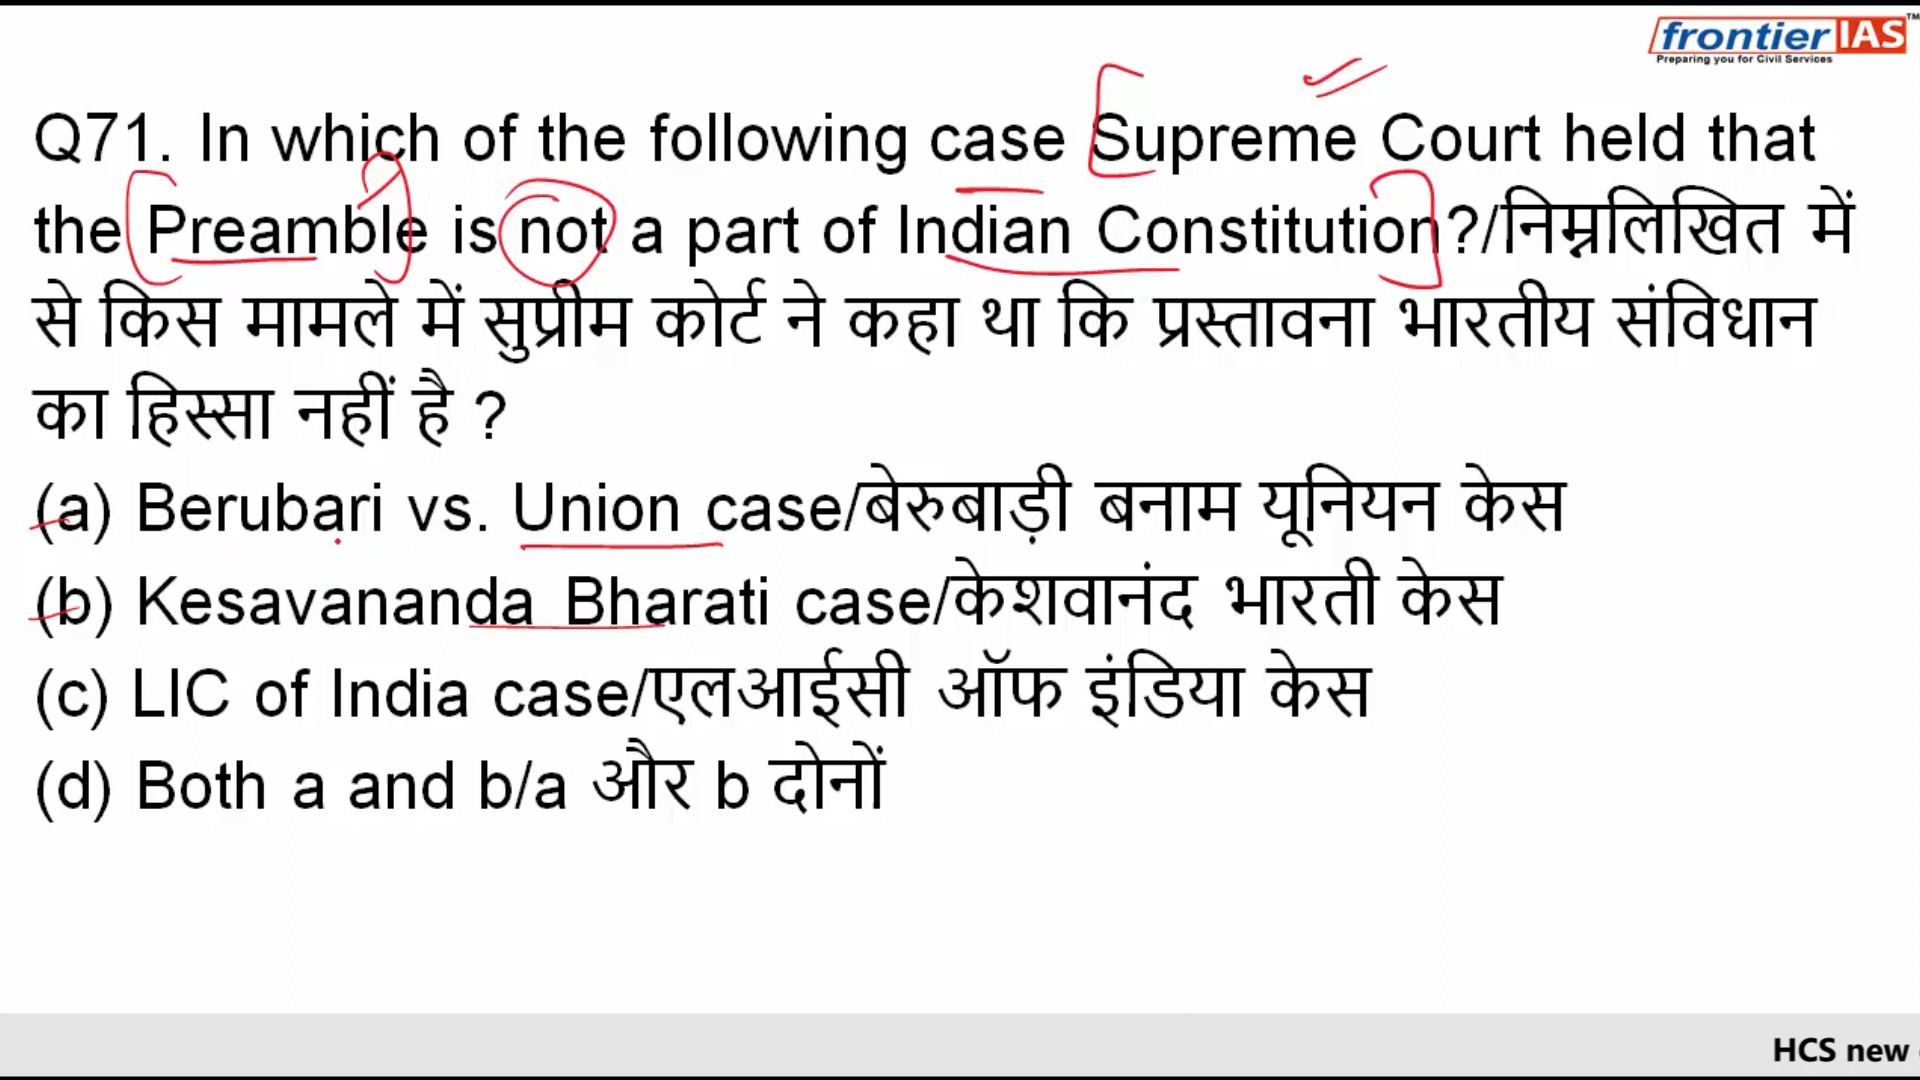 frontier IAS™
Preparing you for Civil Services
Q71. In which of the following case Supreme Court held that
the Preamble is not a part of Indian Constitution?/निम्नलिखित में
से किस मामले में सुप्रीम कोर्ट ने कहा था कि प्रस्तावना भारतीय संविधान
का हिस्सा नहीं है ?
(a) Berubari vs. Union case/बेरुबाड़ी बनाम यूनियन केस
(b) Kesavananda Bharati case/केशवानंद भारती केस
(c) LIC of India case/एलआईसी ऑफ इंडिया केस
(d) Both a and b/a और b दोनों
HCS new